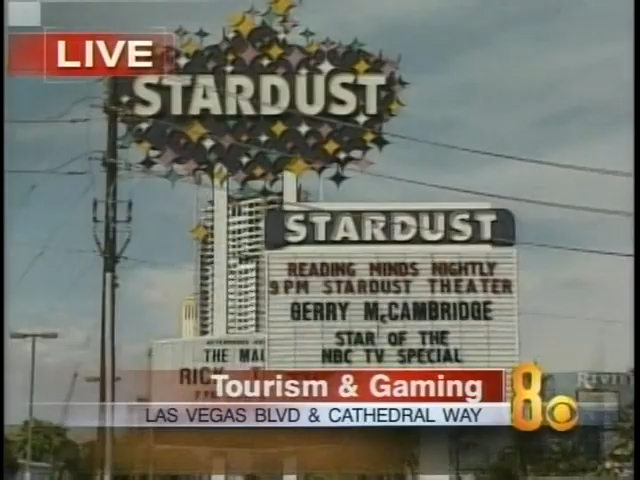 LIVE
STARDUST
STARDUST
READING MINDS NIGHTLY
9PM STARDUST THEATER
GERRY McCAMBRIDGE
STAR OF THE
NBC TV SPECIAL
THE MA
RICK
Tourism & Gaming
8
LAS VEGAS BLVD & CATHEDRAL WAY